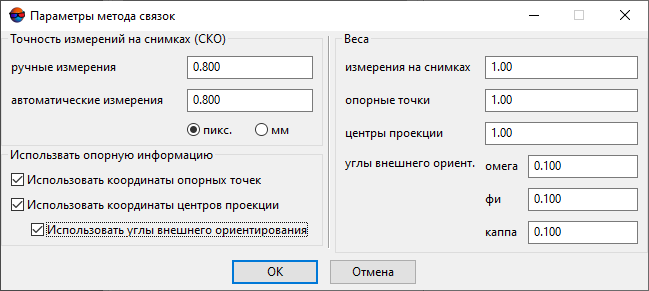 Параметры метода связок
Точность измерений на снимках (СКО)
ручные измерения 0.800
автоматические измерения 0.800
пикс. мм
Использвать опорную информацию
Использовать координаты опорных точек
Использовать координаты центров проекции
Использовать углы внешнего ориентирования
Веса
измерения на снимках 1.00
опорные точки 1.00
центры проекции 1.00
углы внешнего ориент. омега 0.100
фи 0.100
каппа 0.100
ОК Отмена